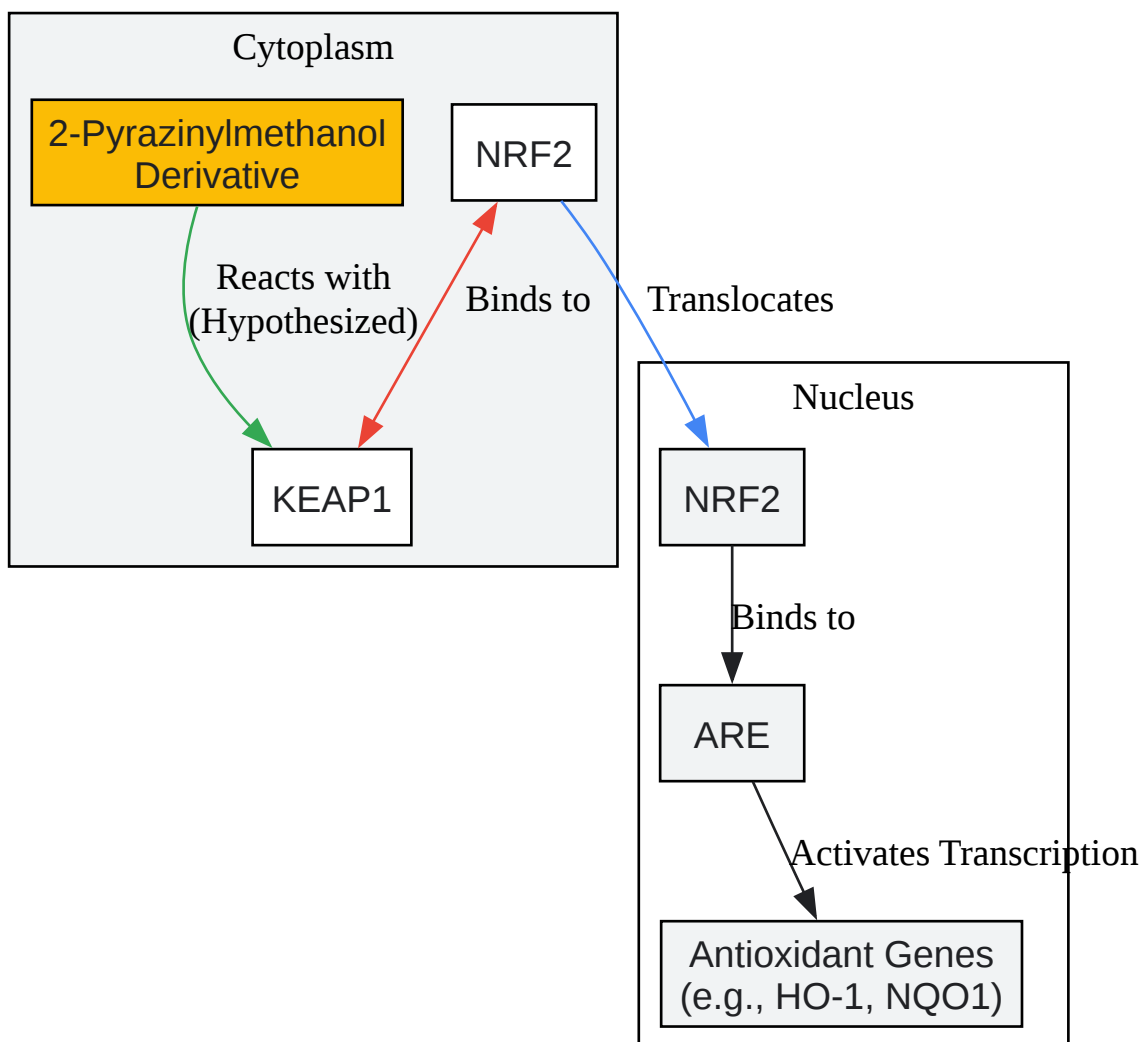 Cytoplasm
2-Pyrazinylmethanol
Derivative
NRF2
Reacts with
(Hypothesized)
Binds to
Translocates
KEAP1
Nucleus
NRF2
Binds to
ARE
Activates Transcription
Antioxidant Genes
(e.g., HO-1, NQO1)